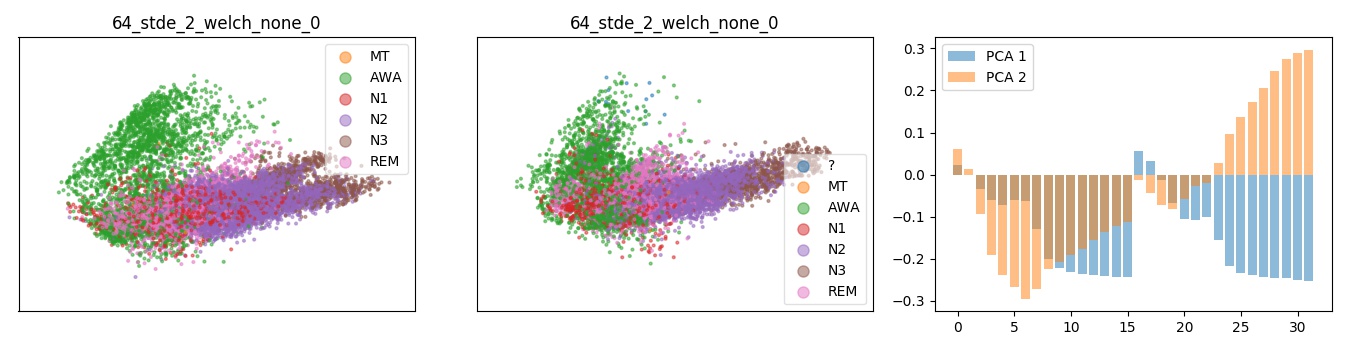 64_stde_2_welch_none_0
MT
AWA
N1
N2
N3
REM
64_stde_2_welch_none_0
?
MT
AWA
N1
N2
N3
REM
PCA 1
PCA 2
0.3
0.2
0.1
0.0
−0.1
−0.2
−0.3
0 5 10 15 20 25 30